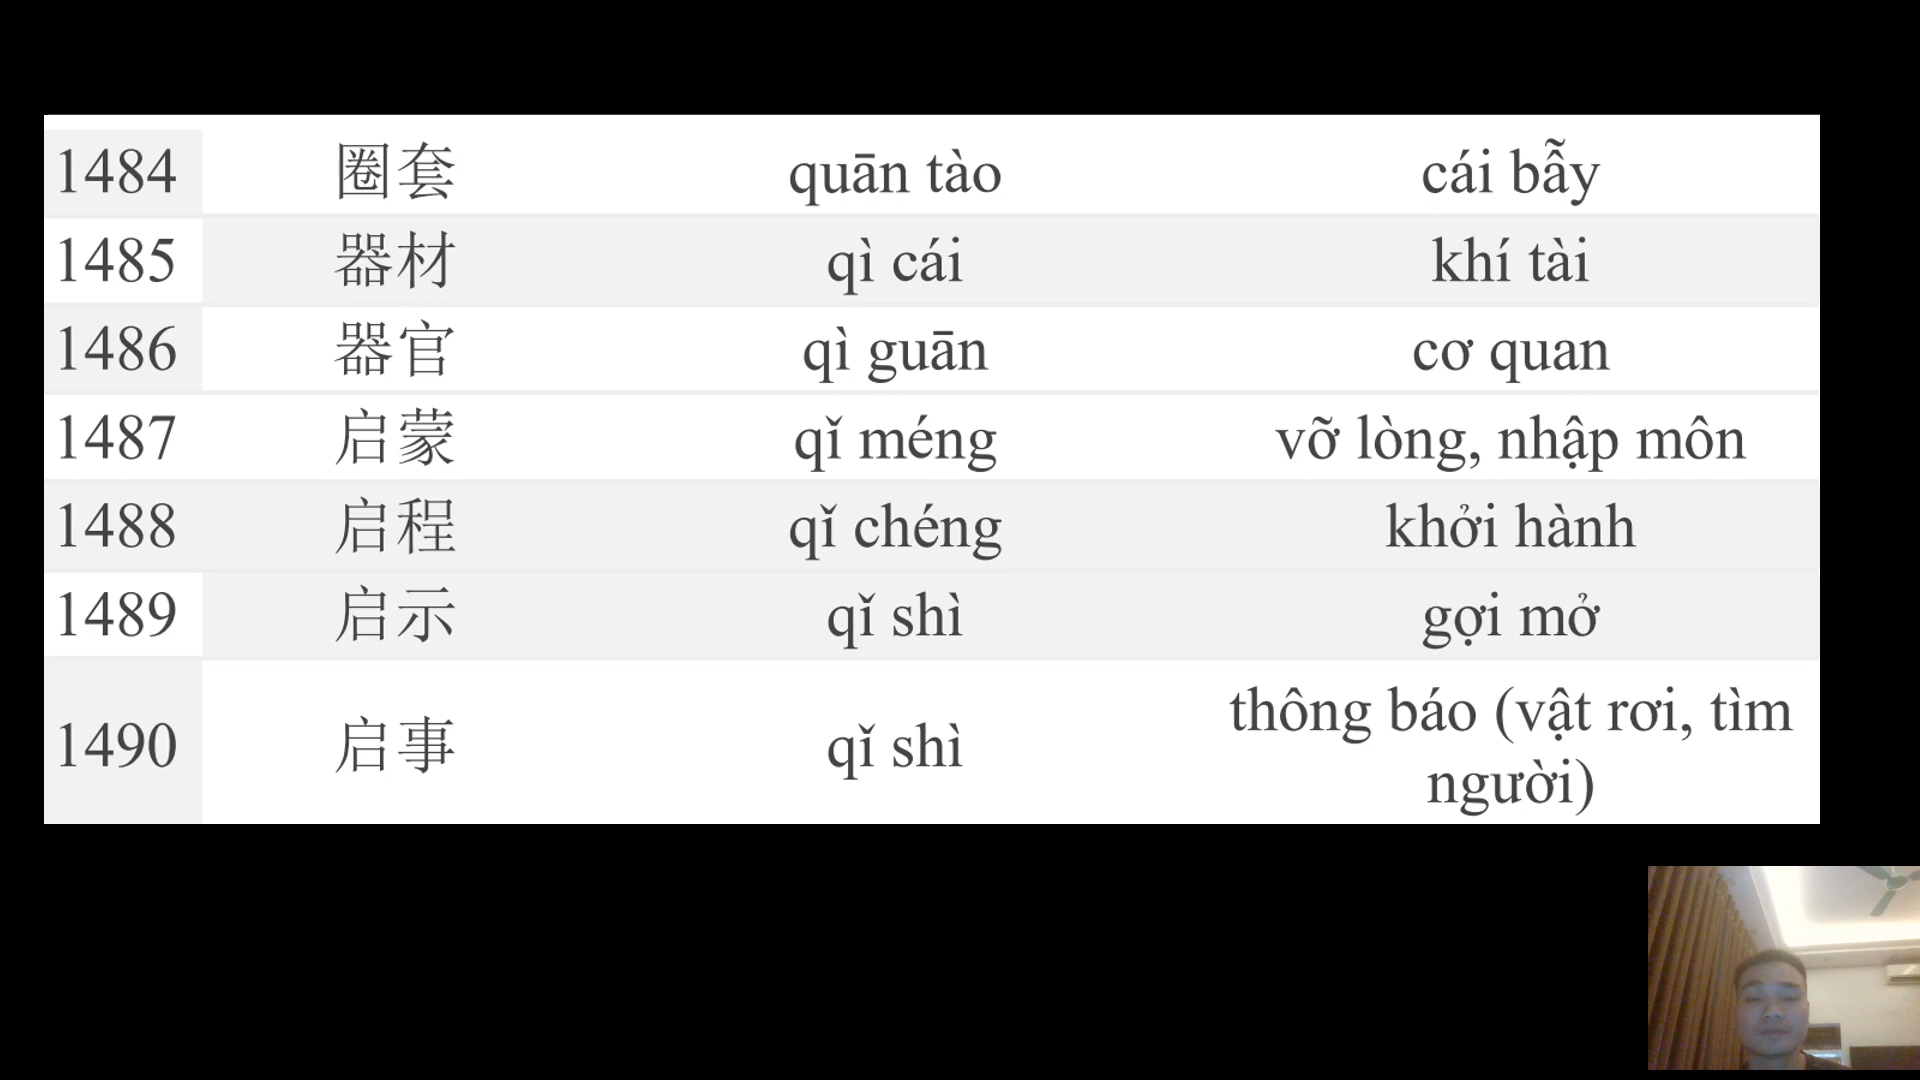 1484 圈套 quān tào cái bẫy
1485 器材 qì cái khí tài
1486 器官 qì guān cơ quan
1487 启蒙 qǐ méng vỡ lòng, nhập môn
1488 启程 qǐ chéng khởi hành
1489 启示 qǐ shì gợi mở
1490 启事 qǐ shì thông báo (vật rơi, tìm
người)